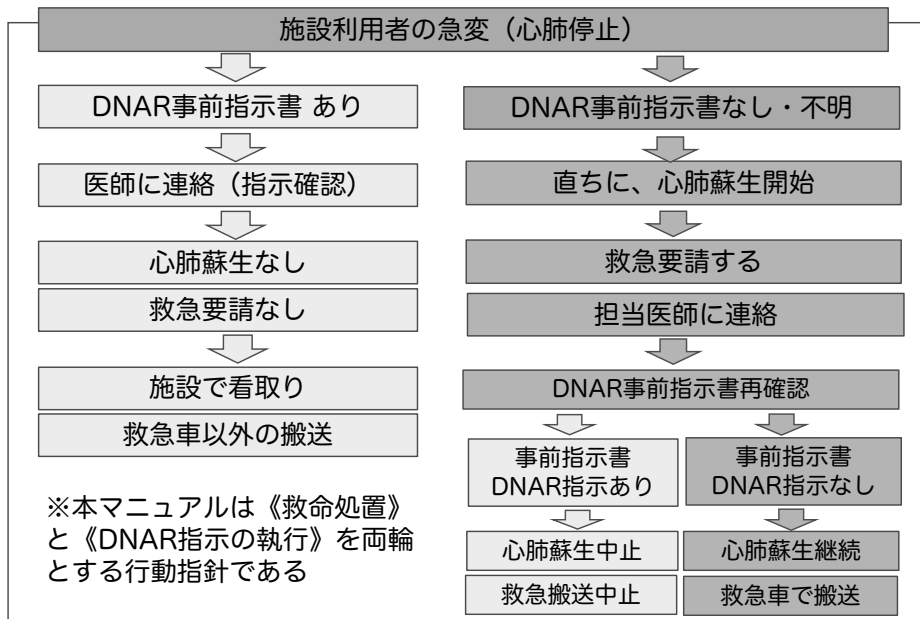 施設利用者の急変（心肺停止）
DNAR事前指示書 あり
医師に連絡（指示確認）
心肺蘇生なし
救急要請なし
施設で看取り
救急車以外の搬送
※本マニュアルは《救命処置》
と《DNAR指示の執行》を両輪
とする行動指針である
DNAR事前指示書なし・不明
直ちに、心肺蘇生開始
救急要請する
担当医師に連絡
DNAR事前指示書再確認
事前指示書
DNAR指示あり
心肺蘇生中止
救急搬送中止
事前指示書
DNAR指示なし
心肺蘇生継続
救急車で搬送